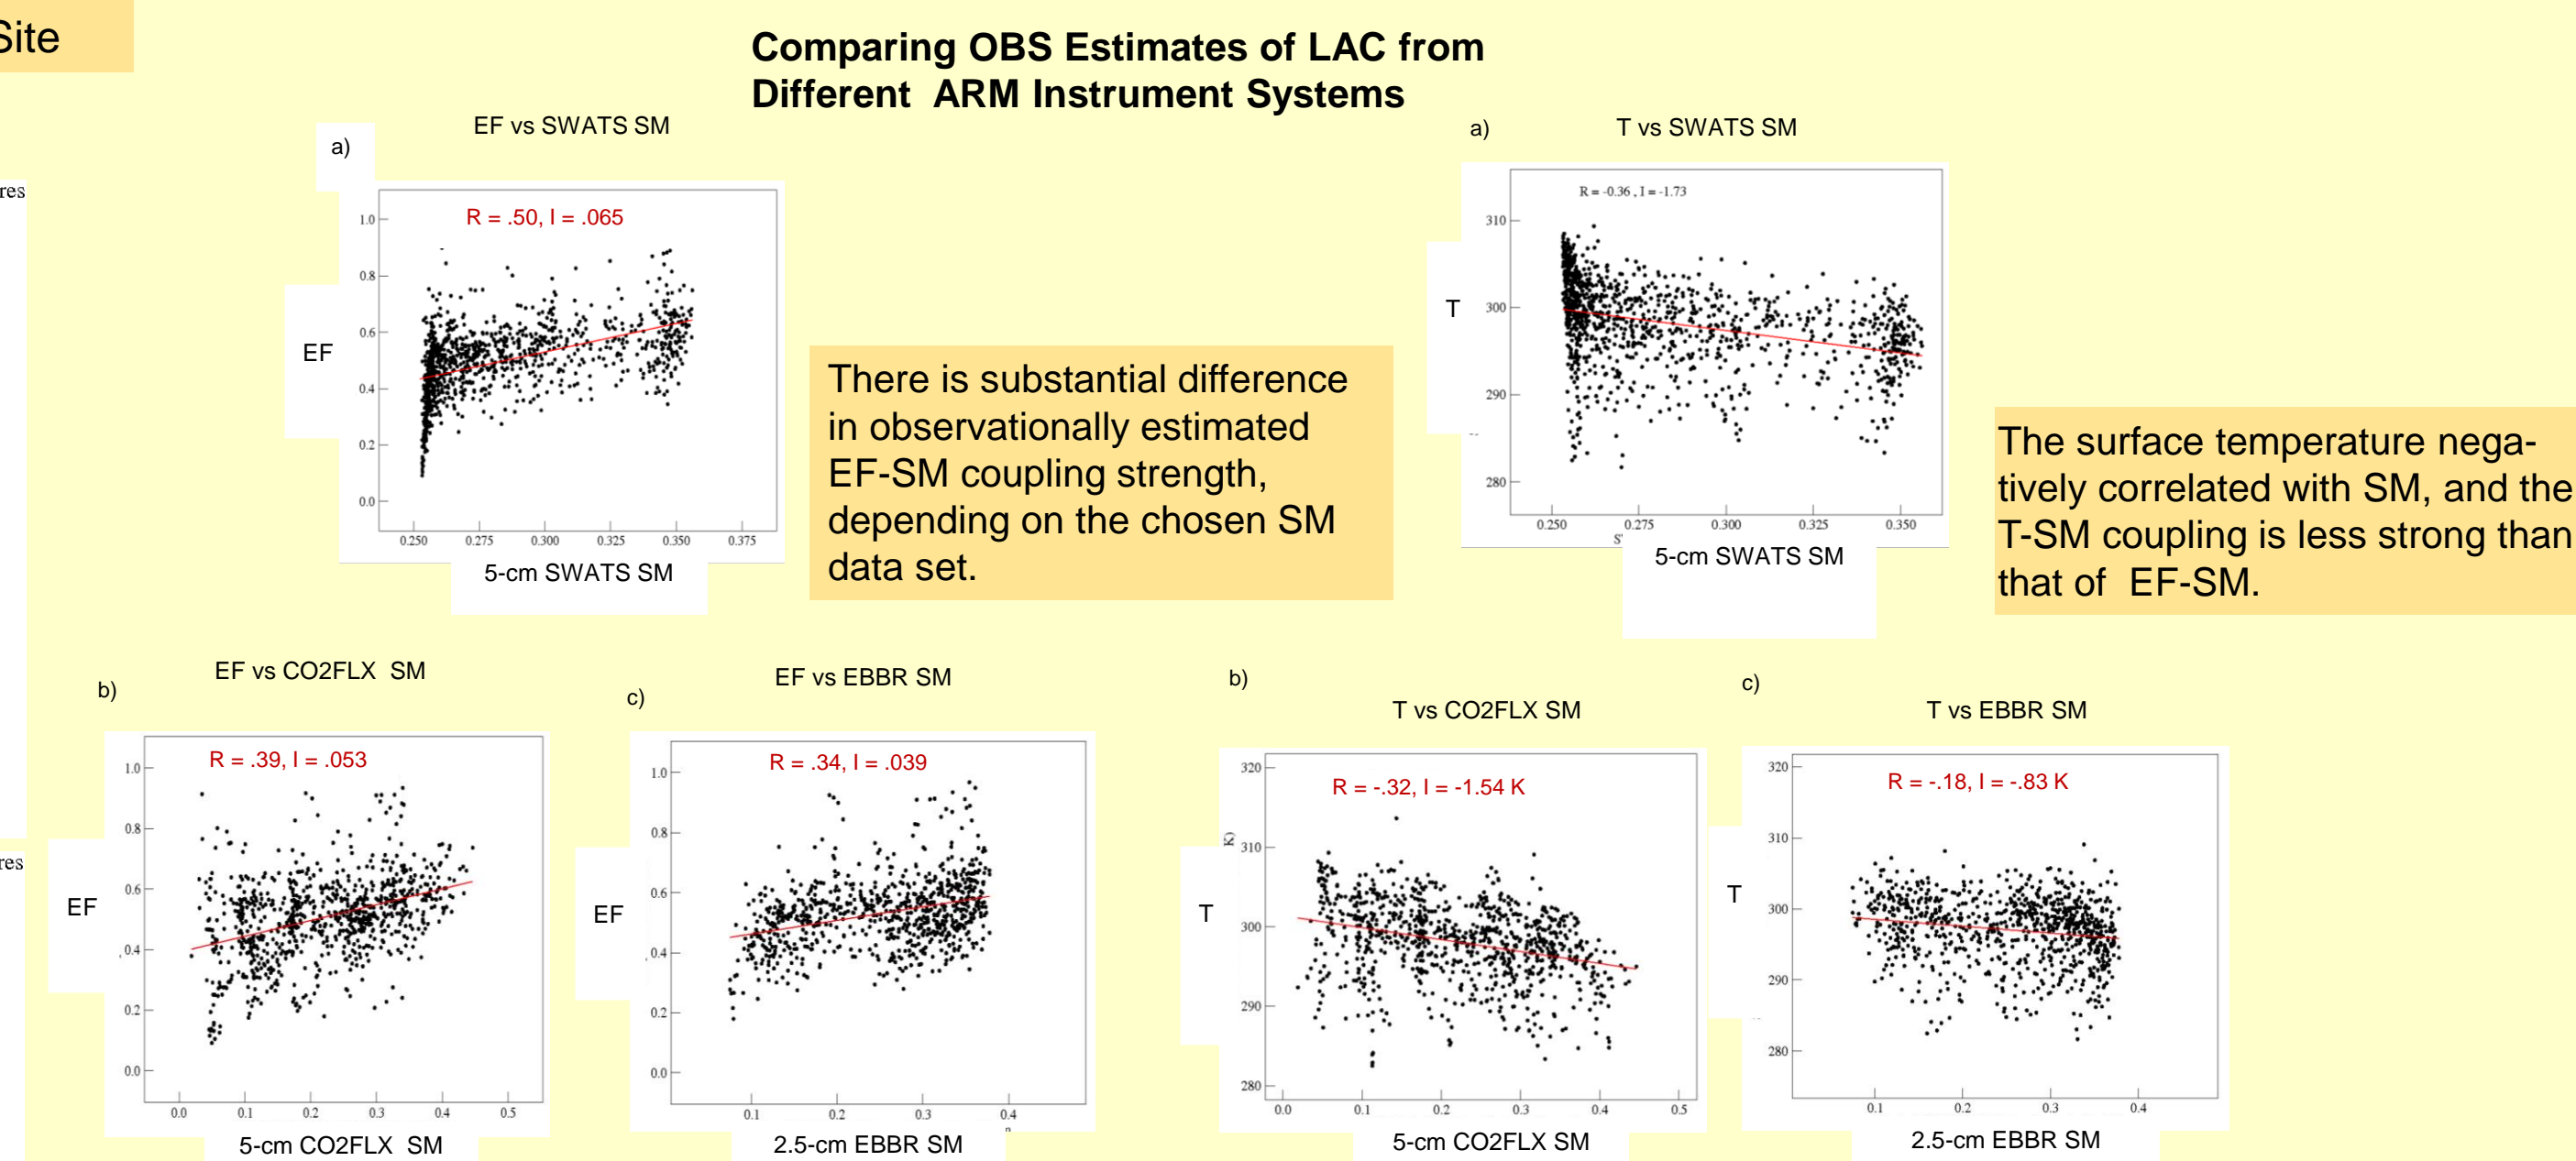 Site
Comparing OBS Estimates of LAC from
Different ARM Instrument Systems
res
res
a)
EF vs SWATS SM
R = .50, I = .065
1.0
0.8
0.6
0.4
0.2
0.0
EF
0.250 0.275 0.300 0.325 0.350 0.375
5-cm SWATS SM
There is substantial difference
in observationally estimated
EF-SM coupling strength,
depending on the chosen SM
data set.
a)
T vs SWATS SM
R = -0.36 , I = -1.73
310
300
290
280
T
0.250 0.275 0.300 0.325 0.350
5-cm SWATS SM
The surface temperature nega-
tively correlated with SM, and the
T-SM coupling is less strong than
that of EF-SM.
b)
EF vs CO2FLX SM
R = .39, I = .053
1.0
0.8
0.6
0.4
0.2
0.0
EF
0.0 0.1 0.2 0.3 0.4 0.5
5-cm CO2FLX SM
c)
EF vs EBBR SM
R = .34, I = .039
1.0
0.8
0.6
0.4
0.2
0.0
EF
0.1 0.2 0.3 0.4
2.5-cm EBBR SM
b)
T vs CO2FLX SM
R = -.32, I = -1.54 K
320
310
300
290
280
K)
T
0.0 0.1 0.2 0.3 0.4 0.5
5-cm CO2FLX SM
c)
T vs EBBR SM
R = -.18, I = -.83 K
320
310
300
290
280
T
0.1 0.2 0.3 0.4
2.5-cm EBBR SM